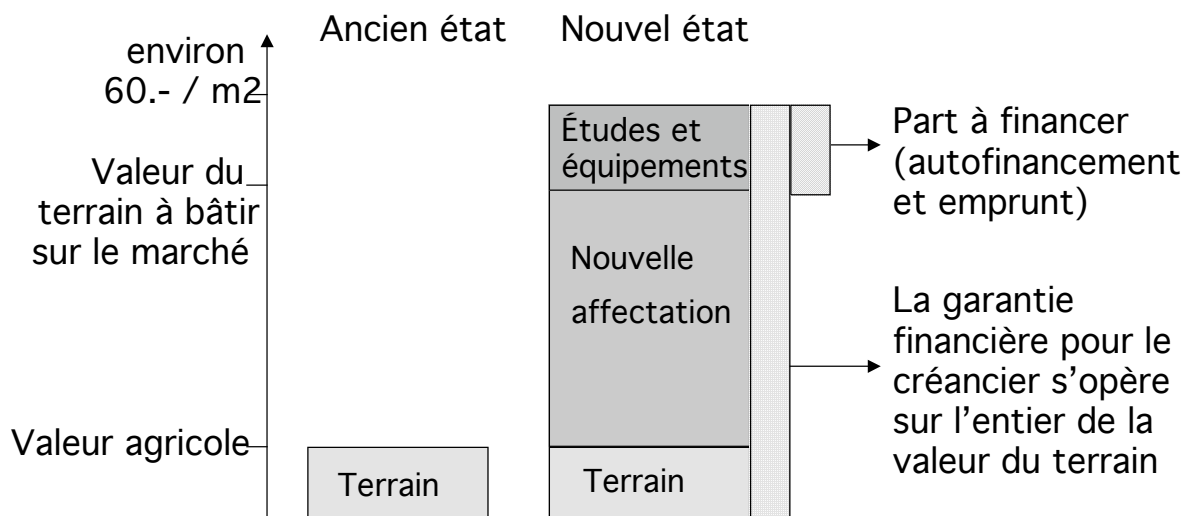 Ancien état
Nouvel état
environ
60.- / m2
Valeur du
terrain à bâtir
sur le marché
Valeur agricole
Terrain
Études et
équipements
Nouvelle
affectation
Terrain
Part à financer
(autofinancement
et emprunt)
La garantie
financière pour le
créancier s’opère
sur l’entier de la
valeur du terrain